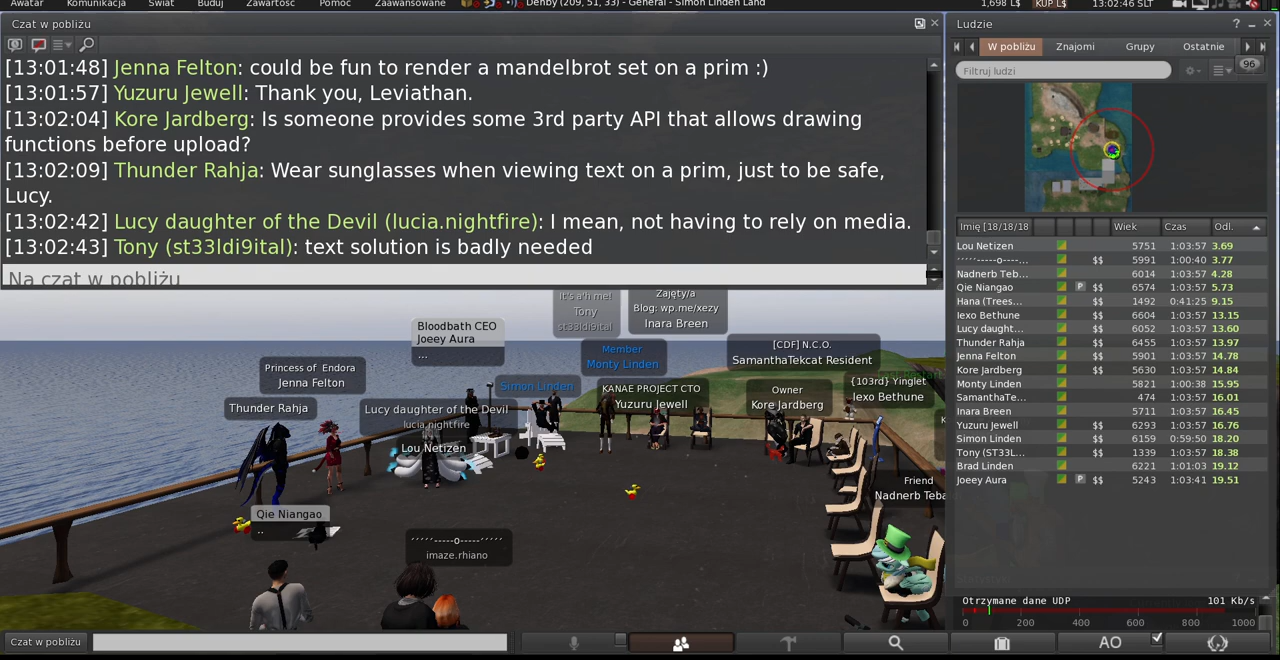 Awatar Komunikacja Świat Buduj Zawartość Pomoc Zaawansowane Denby (209, 51, 33) - General - Simon Linden Land 1,698 L$ KUP L$ 13:02:46 SLT
Czat w pobliżu
[13:01:48] Jenna Felton: could be fun to render a mandelbrot set on a prim :)
[13:01:57] Yuzuru Jewell: Thank you, Leviathan.
[13:02:04] Kore Jardberg: Is someone provides some 3rd party API that allows drawing
functions before upload?
[13:02:09] Thunder Rahja: Wear sunglasses when viewing text on a prim, just to be safe,
Lucy.
[13:02:42] Lucy daughter of the Devil (lucia.nightfire): I mean, not having to rely on media.
[13:02:43] Tony (st33ldi9ital): text solution is badly needed
Na czat w pobliżu
It's a'h me!
Tony
st33ldi9ital
Zajęty/a
Blog: wp.me/xezy
Inara Breen
Bloodbath CEO
Joeey Aura
...
[CDF] N.C.O.
SamanthaTekcat Resident
Member
Monty Linden
Princess of Endora
Jenna Felton
Simon Linden
KANAE PROJECT CTO
Yuzuru Jewell
Owner
Kore Jardberg
{103rd} Yinglet
Iexo Bethune
Thunder Rahja
Lucy daughter of the Devil
lucia.nightfire
Lou Netizen
Friend
Nadnerb Teba
Qie Niangao
..
´´´´´-----o-----´´´´´
imaze.rhiano
Czat w pobliżu
Ludzie
? _ ×
W pobliżu Znajomi Grupy Ostatnie
96
Filtruj ludzi
Imię [18/18/18 Wiek Czas Odl.
Lou Netizen 5751 1:03:57 3.69
´´´´´-----o----... $$ 5991 1:00:40 3.77
Nadnerb Teb... 6014 1:03:57 4.28
Qie Niangao P $$ 6574 1:03:57 5.73
Hana (Trees... $$ 1492 0:41:25 9.15
Iexo Bethune $$ 6604 1:03:57 13.15
Lucy daught... $$ 6052 1:03:57 13.60
Thunder Rahja $$ 6455 1:03:57 13.97
Jenna Felton $$ 5901 1:03:57 14.78
Kore Jardberg $$ 5630 1:03:57 14.84
Monty Linden 5821 1:00:38 15.95
SamanthaTe... 474 1:03:57 16.01
Inara Breen 5711 1:03:57 16.45
Yuzuru Jewell $$ 6293 1:03:57 16.76
Simon Linden $$ 6159 0:59:50 18.20
Tony (ST33L... $$ 1339 1:03:57 18.38
Brad Linden 6221 1:01:03 19.12
Joeey Aura P $$ 5243 1:03:41 19.51
Otrzymane dane UDP 101 Kb/s
0 200 400 600 800 1000
AO